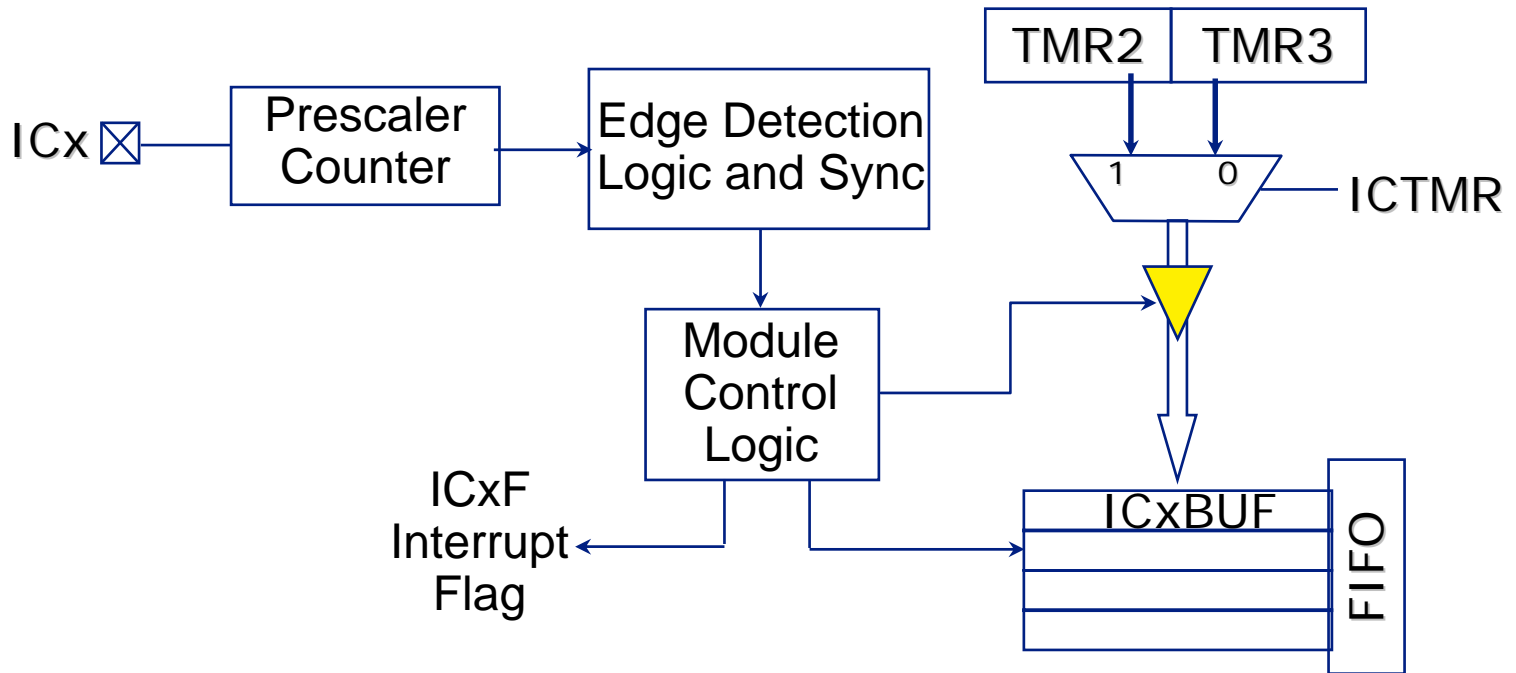 TMR2
TMR3
ICx
Prescaler
Counter
Edge Detection
Logic and Sync
1
0
ICTMR
Module
Control
Logic
ICxF
Interrupt
Flag
ICxBUF
FIFO